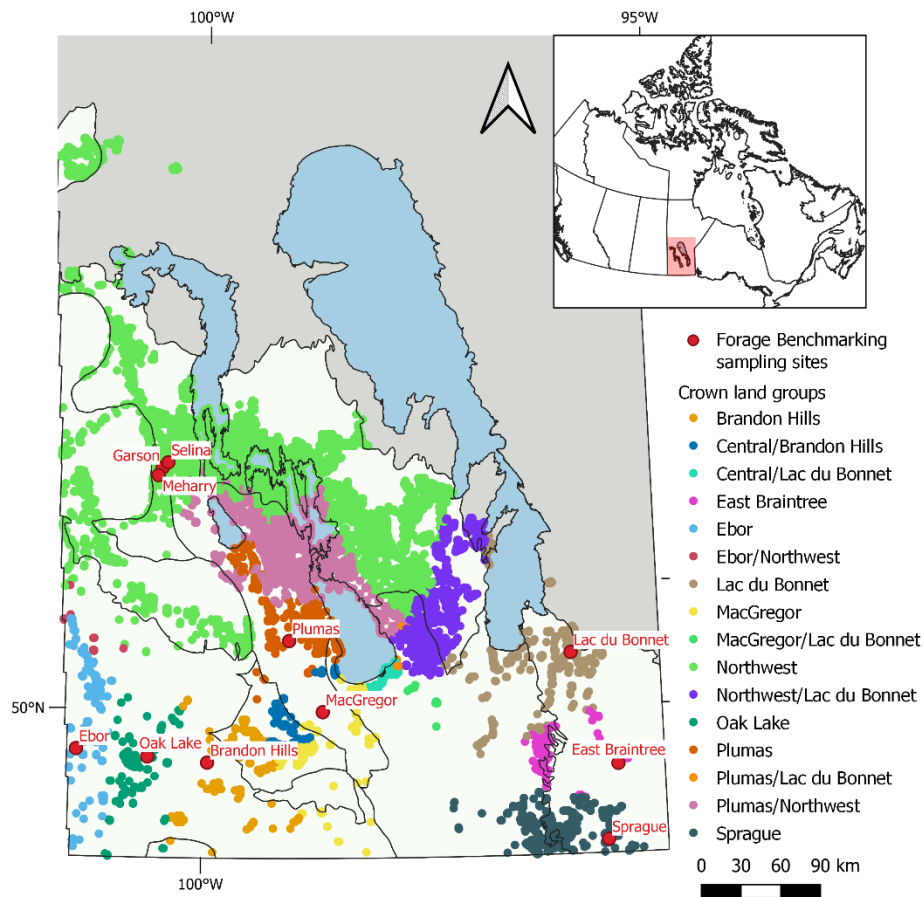 100°W
95°W
Forage Benchmarking
sampling sites
Crown land groups
Brandon Hills
Central/Brandon Hills
Central/Lac du Bonnet
East Braintree
Ebor
Ebor/Northwest
Lac du Bonnet
MacGregor
MacGregor/Lac du Bonnet
Northwest
Northwest/Lac du Bonnet
Oak Lake
Plumas
Plumas/Lac du Bonnet
Plumas/Northwest
Sprague
0 30 60 90 km
Garson
Selina
Meharry
Plumas
Lac du Bonnet
50°N
MacGregor
Ebor
Oak Lake
Brandon Hills
East Braintree
Sprague
100°W